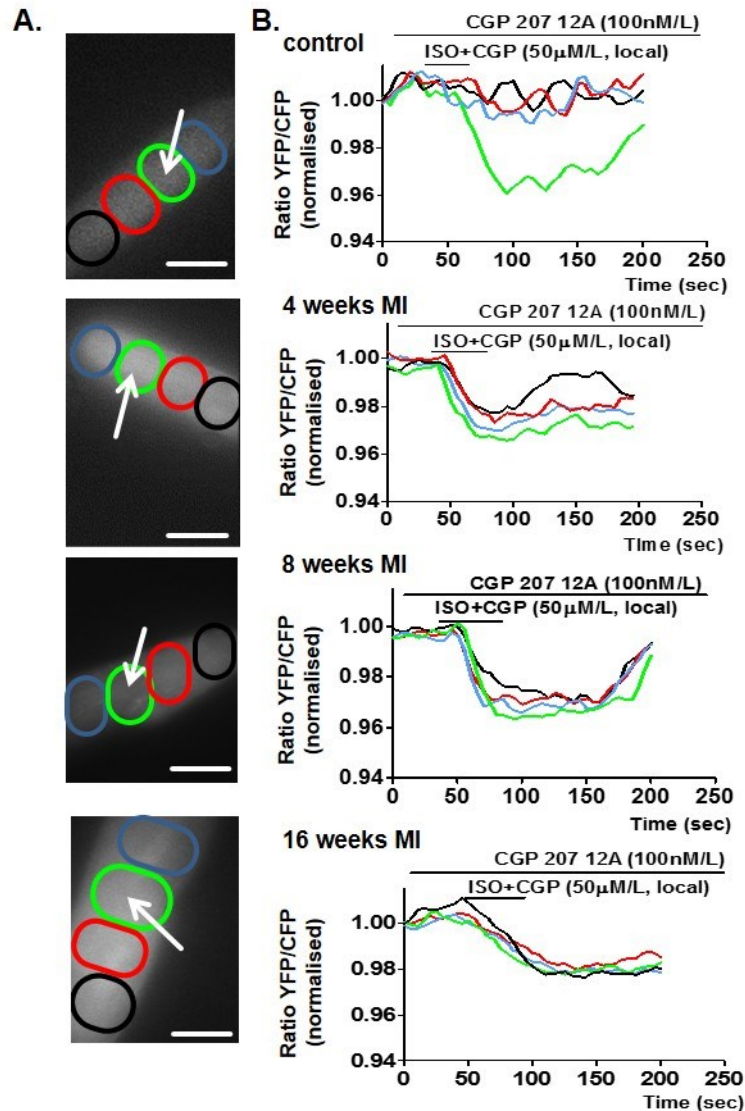 A.
B.
control
CGP 207 12A (100nM/L)
ISO+CGP (50µM/L, local)
Ratio YFP/CFP
(normalised)
1.00
0.98
0.96
0.94
0 50 100 150 200 250
Time (sec)
4 weeks MI
CGP 207 12A (100nM/L)
ISO+CGP (50µM/L, local)
Ratio YFP/CFP
(normalised)
1.00
0.98
0.96
0.94
0 50 100 150 200 250
TIme (sec)
8 weeks MI
CGP 207 12A (100nM/L)
ISO+CGP (50µM/L, local)
Ratio YFP/CFP
(normalised)
1.00
0.98
0.96
0.94
0 50 100 150 200 250
Time (sec)
16 weeks MI
CGP 207 12A (100nM/L)
ISO+CGP (50µM/L, local)
Ratio YFP/CFP
(normalised)
1.00
0.98
0.96
0.94
0 50 100 150 200 250
Time (sec)